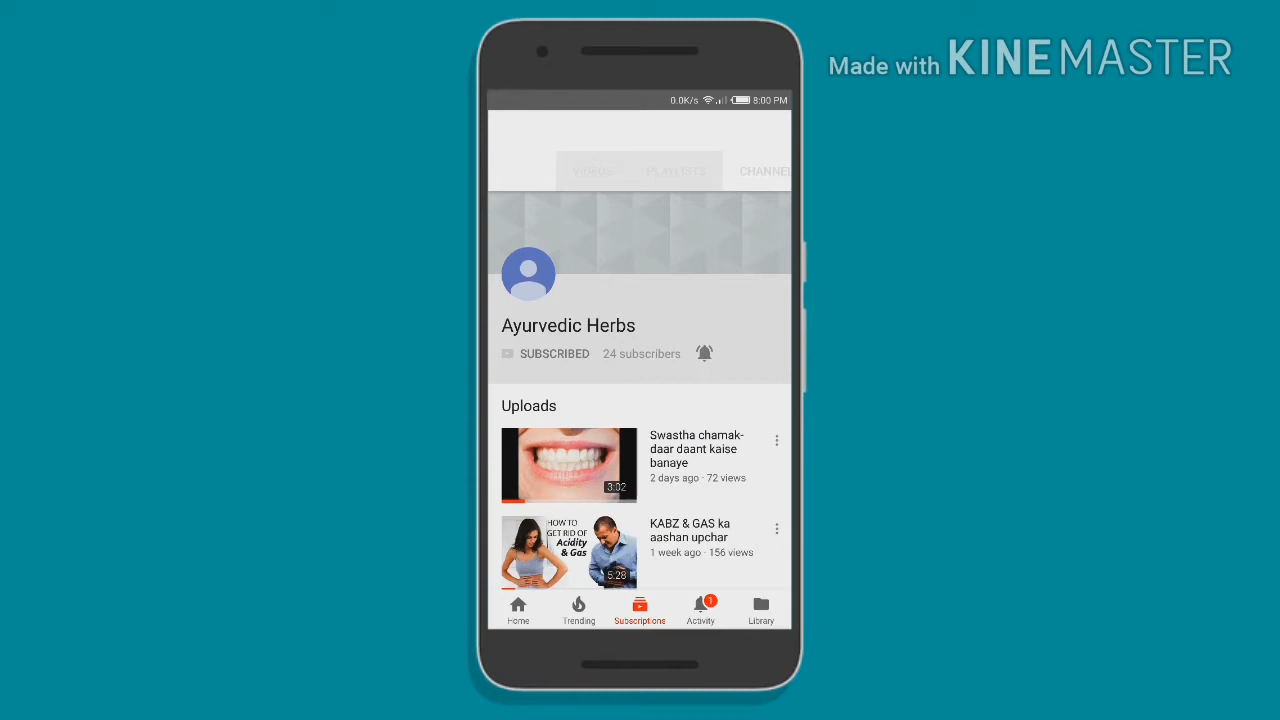 Made with KINEMASTER
0.0K/s 8:00 PM
VIDEOS PLAYLISTS CHANNEL
Ayurvedic Herbs
SUBSCRIBED 24 subscribers
Uploads
Swastha chamak-
daar daant kaise
banaye
2 days ago · 72 views
3:02
KABZ & GAS ka
aashan upchar
1 week ago · 156 views
HOW TO
GET RID OF
Acidity
& Gas
5:28
Home Trending Subscriptions Activity 1 Library